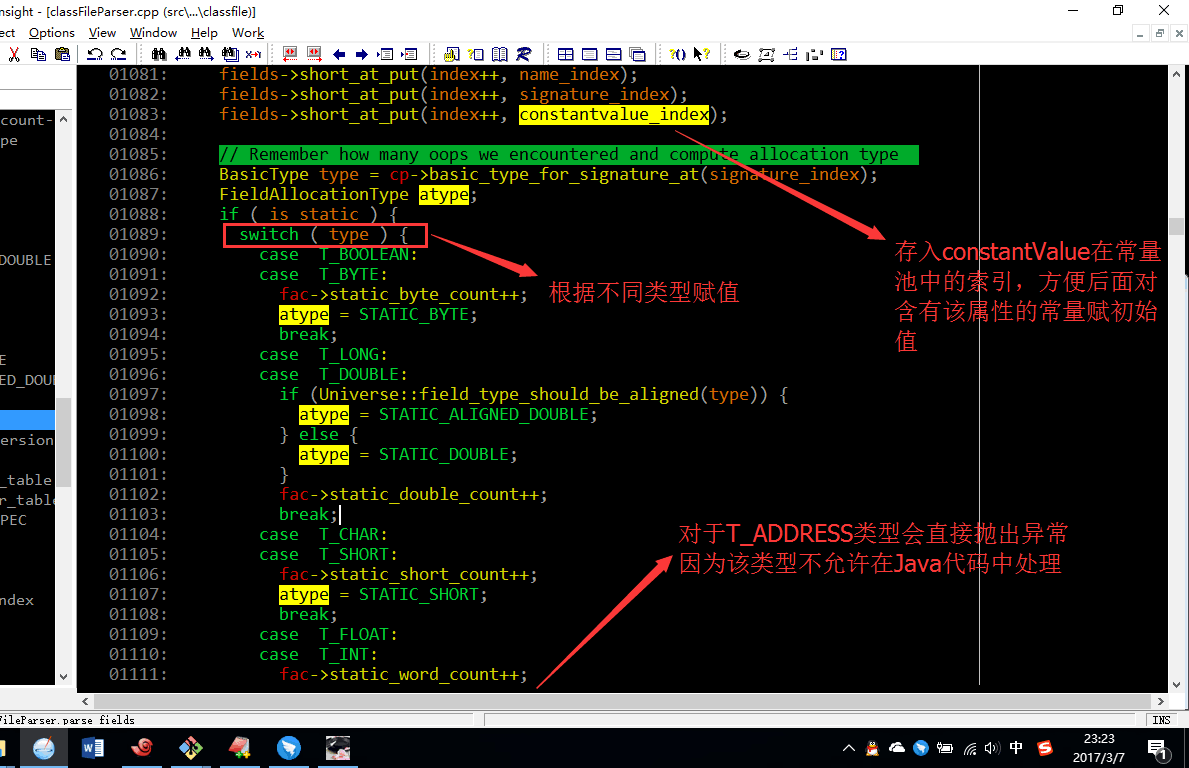 nsight - [classFileParser.cpp (src\...\classfile)]
ect Options View Window Help Work
count-
pe
DOUBLE
E
ED_DOU
ersion
_table
r_table
PEC
ndex
01081: fields->short_at_put(index++, name_index);
01082: fields->short_at_put(index++, signature_index);
01083: fields->short_at_put(index++, constantvalue_index);
01084:
01085: // Remember how many oops we encountered and compute allocation type
01086: BasicType type = cp->basic_type_for_signature_at(signature_index);
01087: FieldAllocationType atype;
01088: if ( is_static ) {
01089: switch ( type ) {
01090: case T_BOOLEAN:
01091: case T_BYTE:
01092: fac->static_byte_count++;
01093: atype = STATIC_BYTE;
01094: break;
01095: case T_LONG:
01096: case T_DOUBLE:
01097: if (Universe::field_type_should_be_aligned(type)) {
01098: atype = STATIC_ALIGNED_DOUBLE;
01099: } else {
01100: atype = STATIC_DOUBLE;
01101: }
01102: fac->static_double_count++;
01103: break;
01104: case T_CHAR:
01105: case T_SHORT:
01106: fac->static_short_count++;
01107: atype = STATIC_SHORT;
01108: break;
01109: case T_FLOAT:
01110: case T_INT:
01111: fac->static_word_count++;
存入constantValue在常量
池中的索引，方便后面对
含有该属性的常量赋初始
值
根据不同类型赋值
对于T_ADDRESS类型会直接抛出异常
因为该类型不允许在Java代码中处理
FileParser.parse_fields
INS
中
23:23
2017/3/7
1